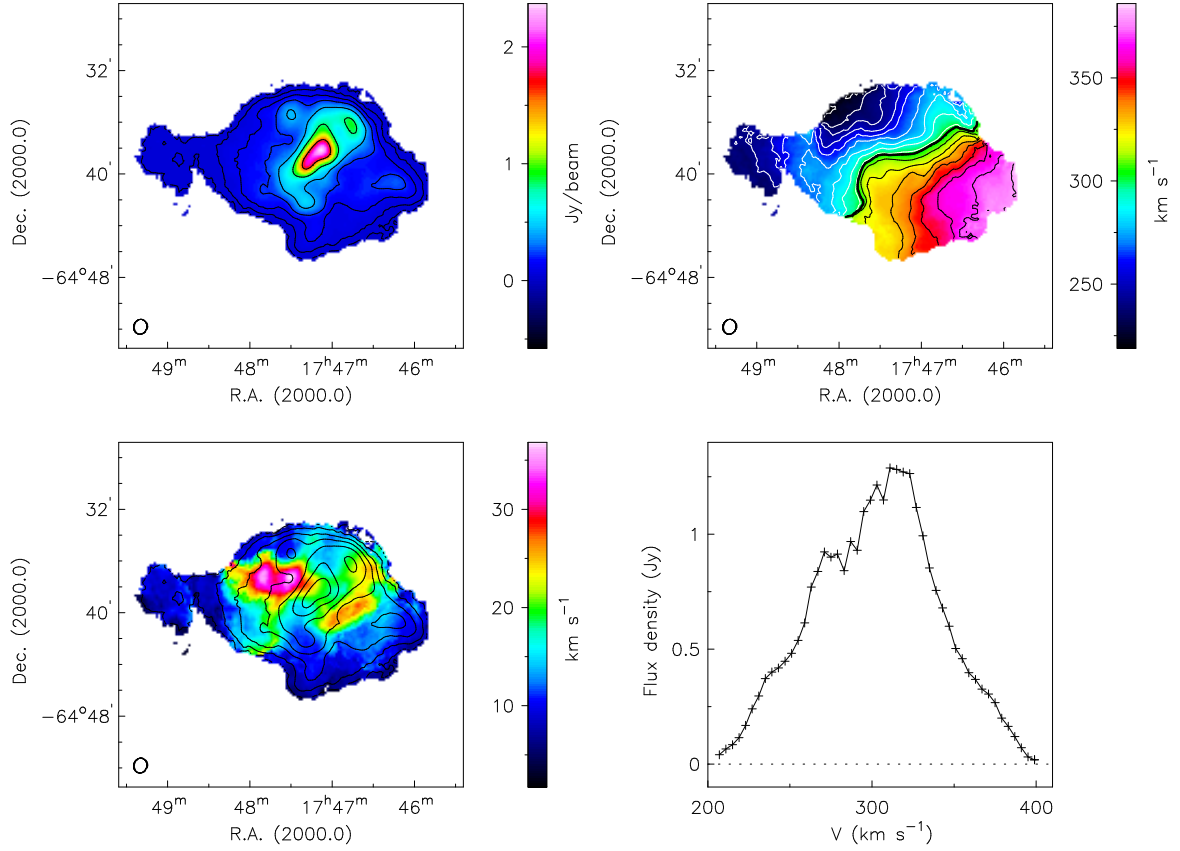 2
1
0
Jy/beam
32'
40'
−64°48'
Dec. (2000.0)
49ᵐ 48ᵐ 17ʰ47ᵐ 46ᵐ
R.A. (2000.0)
350
300
250
km s⁻¹
32'
40'
−64°48'
Dec. (2000.0)
49ᵐ 48ᵐ 17ʰ47ᵐ 46ᵐ
R.A. (2000.0)
30
20
10
km s⁻¹
32'
40'
−64°48'
Dec. (2000.0)
49ᵐ 48ᵐ 17ʰ47ᵐ 46ᵐ
R.A. (2000.0)
1
0.5
0
Flux density (Jy)
200 300 400
V (km s⁻¹)